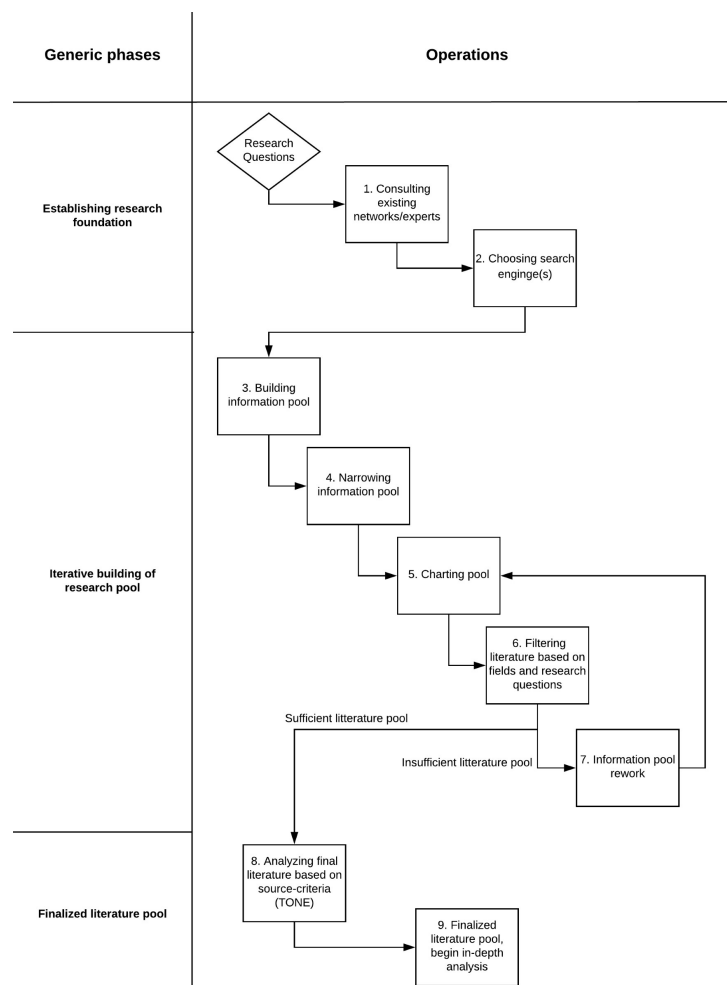 Generic phases
Operations
Research
Questions
Establishing research
foundation
1. Consulting
existing
networks/experts
2. Choosing search
enginge(s)
3. Building
information pool
4. Narrowing
information pool
Iterative building of
research pool
5. Charting pool
6. Filtering
literature based on
fields and research
questions
Sufficient litterature pool
Insufficient litterature pool
7. Information pool
rework
Finalized literature pool
8. Analyzing final
literature based on
source-criteria
(TONE)
9. Finalized
literature pool,
begin in-depth
analysis